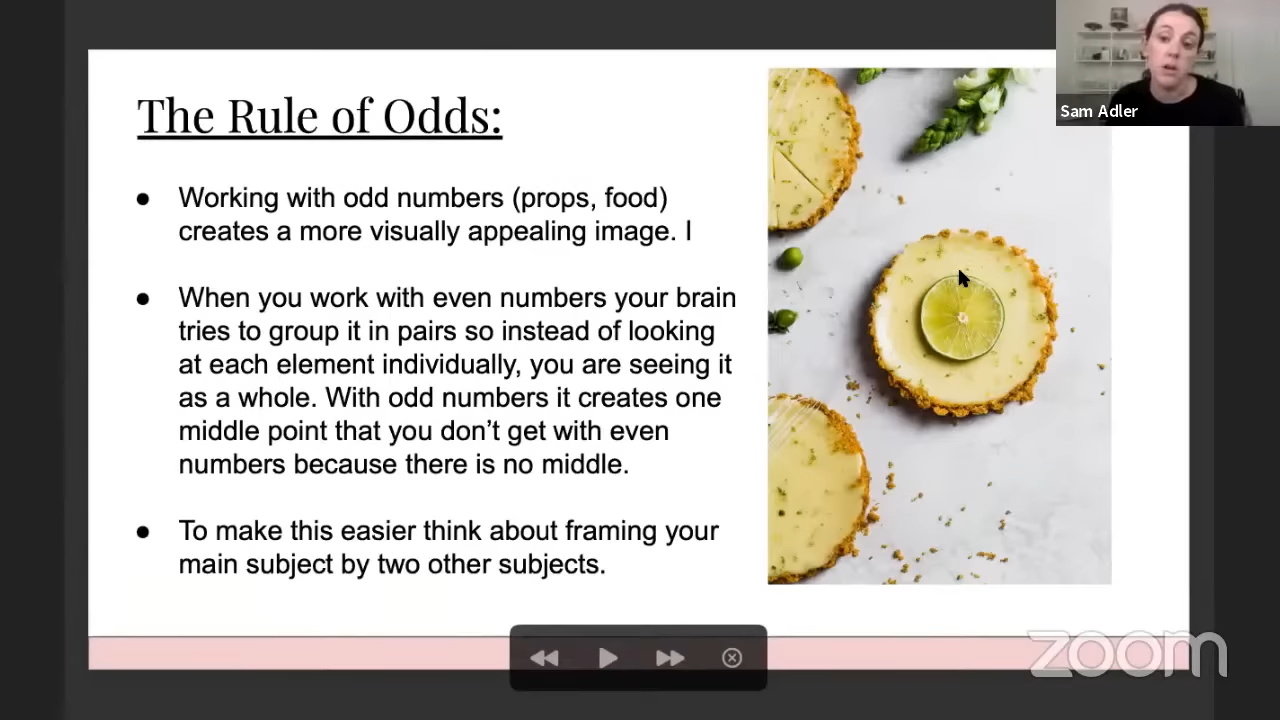 The Rule of Odds:
● Working with odd numbers (props, food)
creates a more visually appealing image. I
● When you work with even numbers your brain
tries to group it in pairs so instead of looking
at each element individually, you are seeing it
as a whole. With odd numbers it creates one
middle point that you don’t get with even
numbers because there is no middle.
● To make this easier think about framing your
main subject by two other subjects.
Sam Adler
zoom